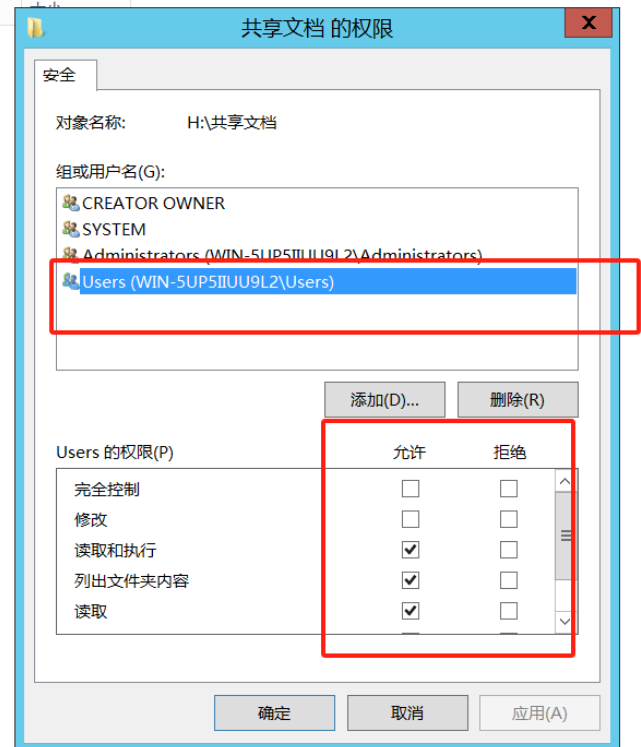 共享文档 的权限
安全
对象名称: H:\共享文档
组或用户名(G):
CREATOR OWNER
SYSTEM
Administrators (WIN-5UP5IIUU9L2\Administrators)
Users (WIN-5UP5IIUU9L2\Users)
添加(D)... 删除(R)
Users 的权限(P) 允许 拒绝
完全控制
修改
读取和执行
列出文件夹内容
读取
确定 取消 应用(A)